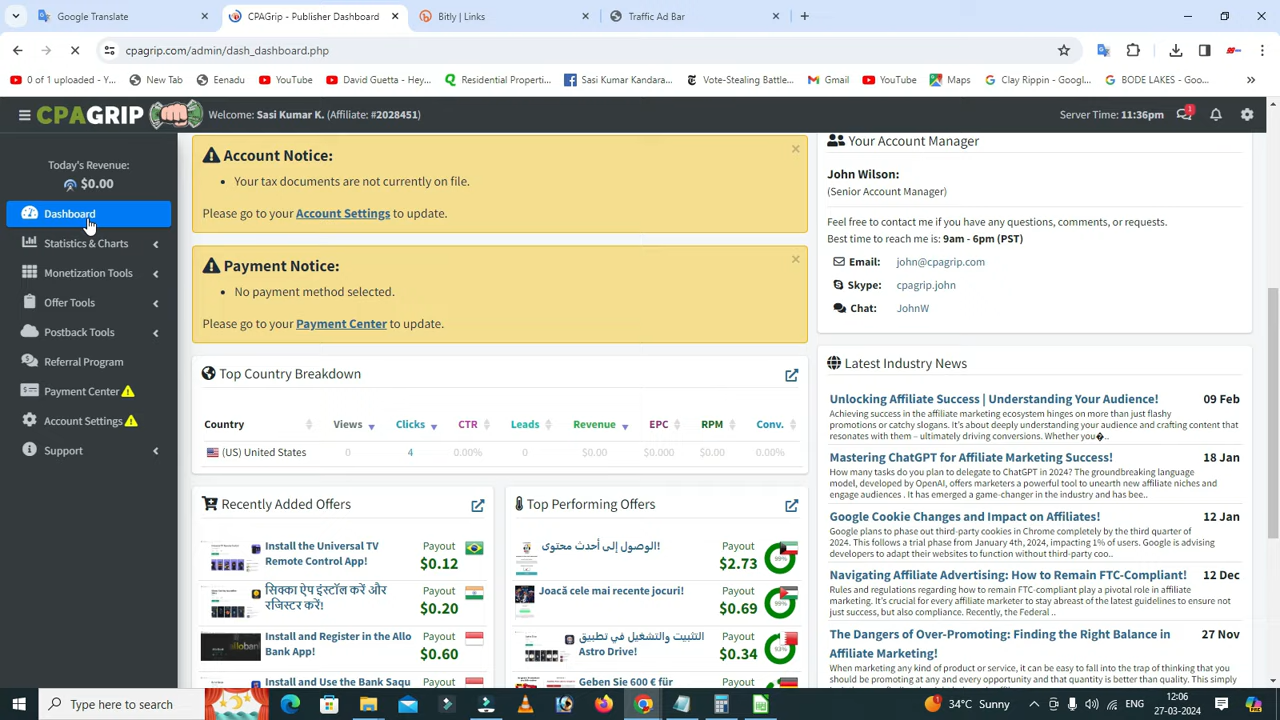 Google Translate
CPAGrip - Publisher Dashboard
Bitly | Links
Traffic Ad Bar
cpagrip.com/admin/dash_dashboard.php
0 of 1 uploaded - Y...
New Tab
Eenadu
YouTube
David Guetta - Hey...
Residential Properti...
Sasi Kumar Kandara...
Vote-Stealing Battle...
Gmail
YouTube
Maps
Clay Rippin - Googl...
BODE LAKES - Goo...
CPAGRIP
Welcome: Sasi Kumar K. (Affiliate: #2028451)
Server Time: 11:36pm
1
Today's Revenue:
$0.00
Dashboard
Statistics & Charts
Monetization Tools
Offer Tools
Postback Tools
Referral Program
Payment Center
Account Settings
Support
Account Notice:
Your tax documents are not currently on file.
Please go to your Account Settings to update.
Payment Notice:
No payment method selected.
Please go to your Payment Center to update.
Top Country Breakdown
Country Views Clicks CTR Leads Revenue EPC RPM Conv.
(US) United States 0 4 0.00% 0 $0.00 $0.000 $0.00 0.00%
Recently Added Offers
Install the Universal TV
Remote Control App!
Payout
$0.12
सिक्का ऐप इंस्टॉल करें और
रजिस्टर करें!
Payout
$0.20
Install and Register in the Allo
Bank App!
Payout
$0.60
Install and Use the Bank Saqu
Payout
Top Performing Offers
الوصول إلى أحدث محتوى!
Payout
$2.73
99%
Joacă cele mai recente jocuri!
Payout
$0.69
99%
التثبيت والتشغيل في تطبيق
Astro Drive!
Payout
$0.34
93%
Geben Sie 600 € für
Payout
Your Account Manager
John Wilson:
(Senior Account Manager)
Feel free to contact me if you have any questions, comments, or requests.
Best time to reach me is: 9am - 6pm (PST)
Email: john@cpagrip.com
Skype: cpagrip.john
Chat: JohnW
Latest Industry News
Unlocking Affiliate Success | Understanding Your Audience! 09 Feb
Achieving success in the affiliate marketing ecosystem hinges on more than just flashy
promotions or catchy slogans. It's about deeply understanding your audience and crafting content that
resonates with them – ultimately driving conversions. Whether you�..
Mastering ChatGPT for Affiliate Marketing Success! 18 Jan
How many tasks do you plan to delegate to ChatGPT in 2024? The groundbreaking language
model, developed by OpenAI, offers marketers a powerful tool to unearth new affiliate niches and
engage audiences . It has emerged a game-changer in the industry and has bee..
Google Cookie Changes and Impact on Affiliates! 12 Jan
Google plans to phase out third-party cookies in Chrome completely by the third quarter of
2024. This follows a trial phase from January 4th, 2024, impacting 1% of users. Google is advising
developers to adapt their websites to function without third-party coo..
Navigating Affiliate Advertising: How to Remain FTC-Compliant! 12 Dec
Rules and regulations regarding how to remain FTC-compliant play a pivotal role in affiliate
marketing. It's crucial for every affiliate marketer to stay abreast of the latest guidelines to ensure
not just success, but also compliance. Recently, the Federal ..
The Dangers of Over-Promoting: Finding the Right Balance in 27 Nov
Affiliate Marketing!
When marketing any kind of product or service, it can be easy to fall into the trap of thinking that you
should be promoting at any and every opportunity and that quantity is better than quality. This simply
Type here to search
34°C Sunny
ENG
12:06
27-03-2024